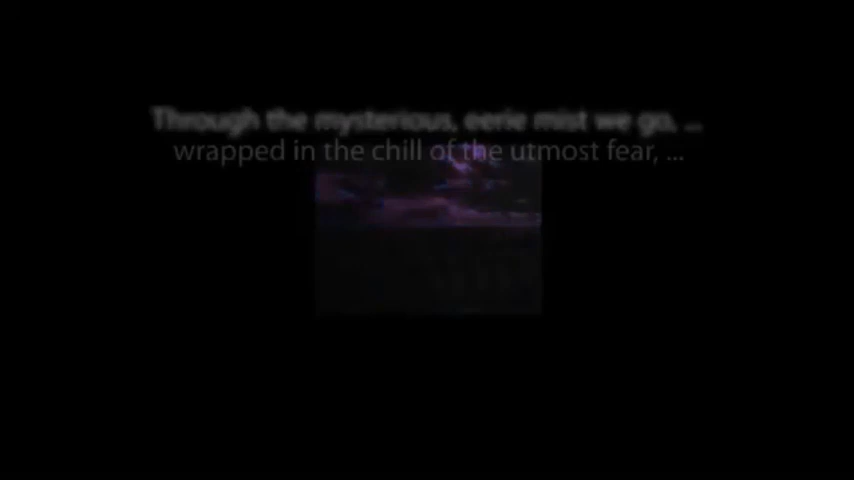 Through the mysterious, eerie mist we go, ...
wrapped in the chill of the utmost fear, ...